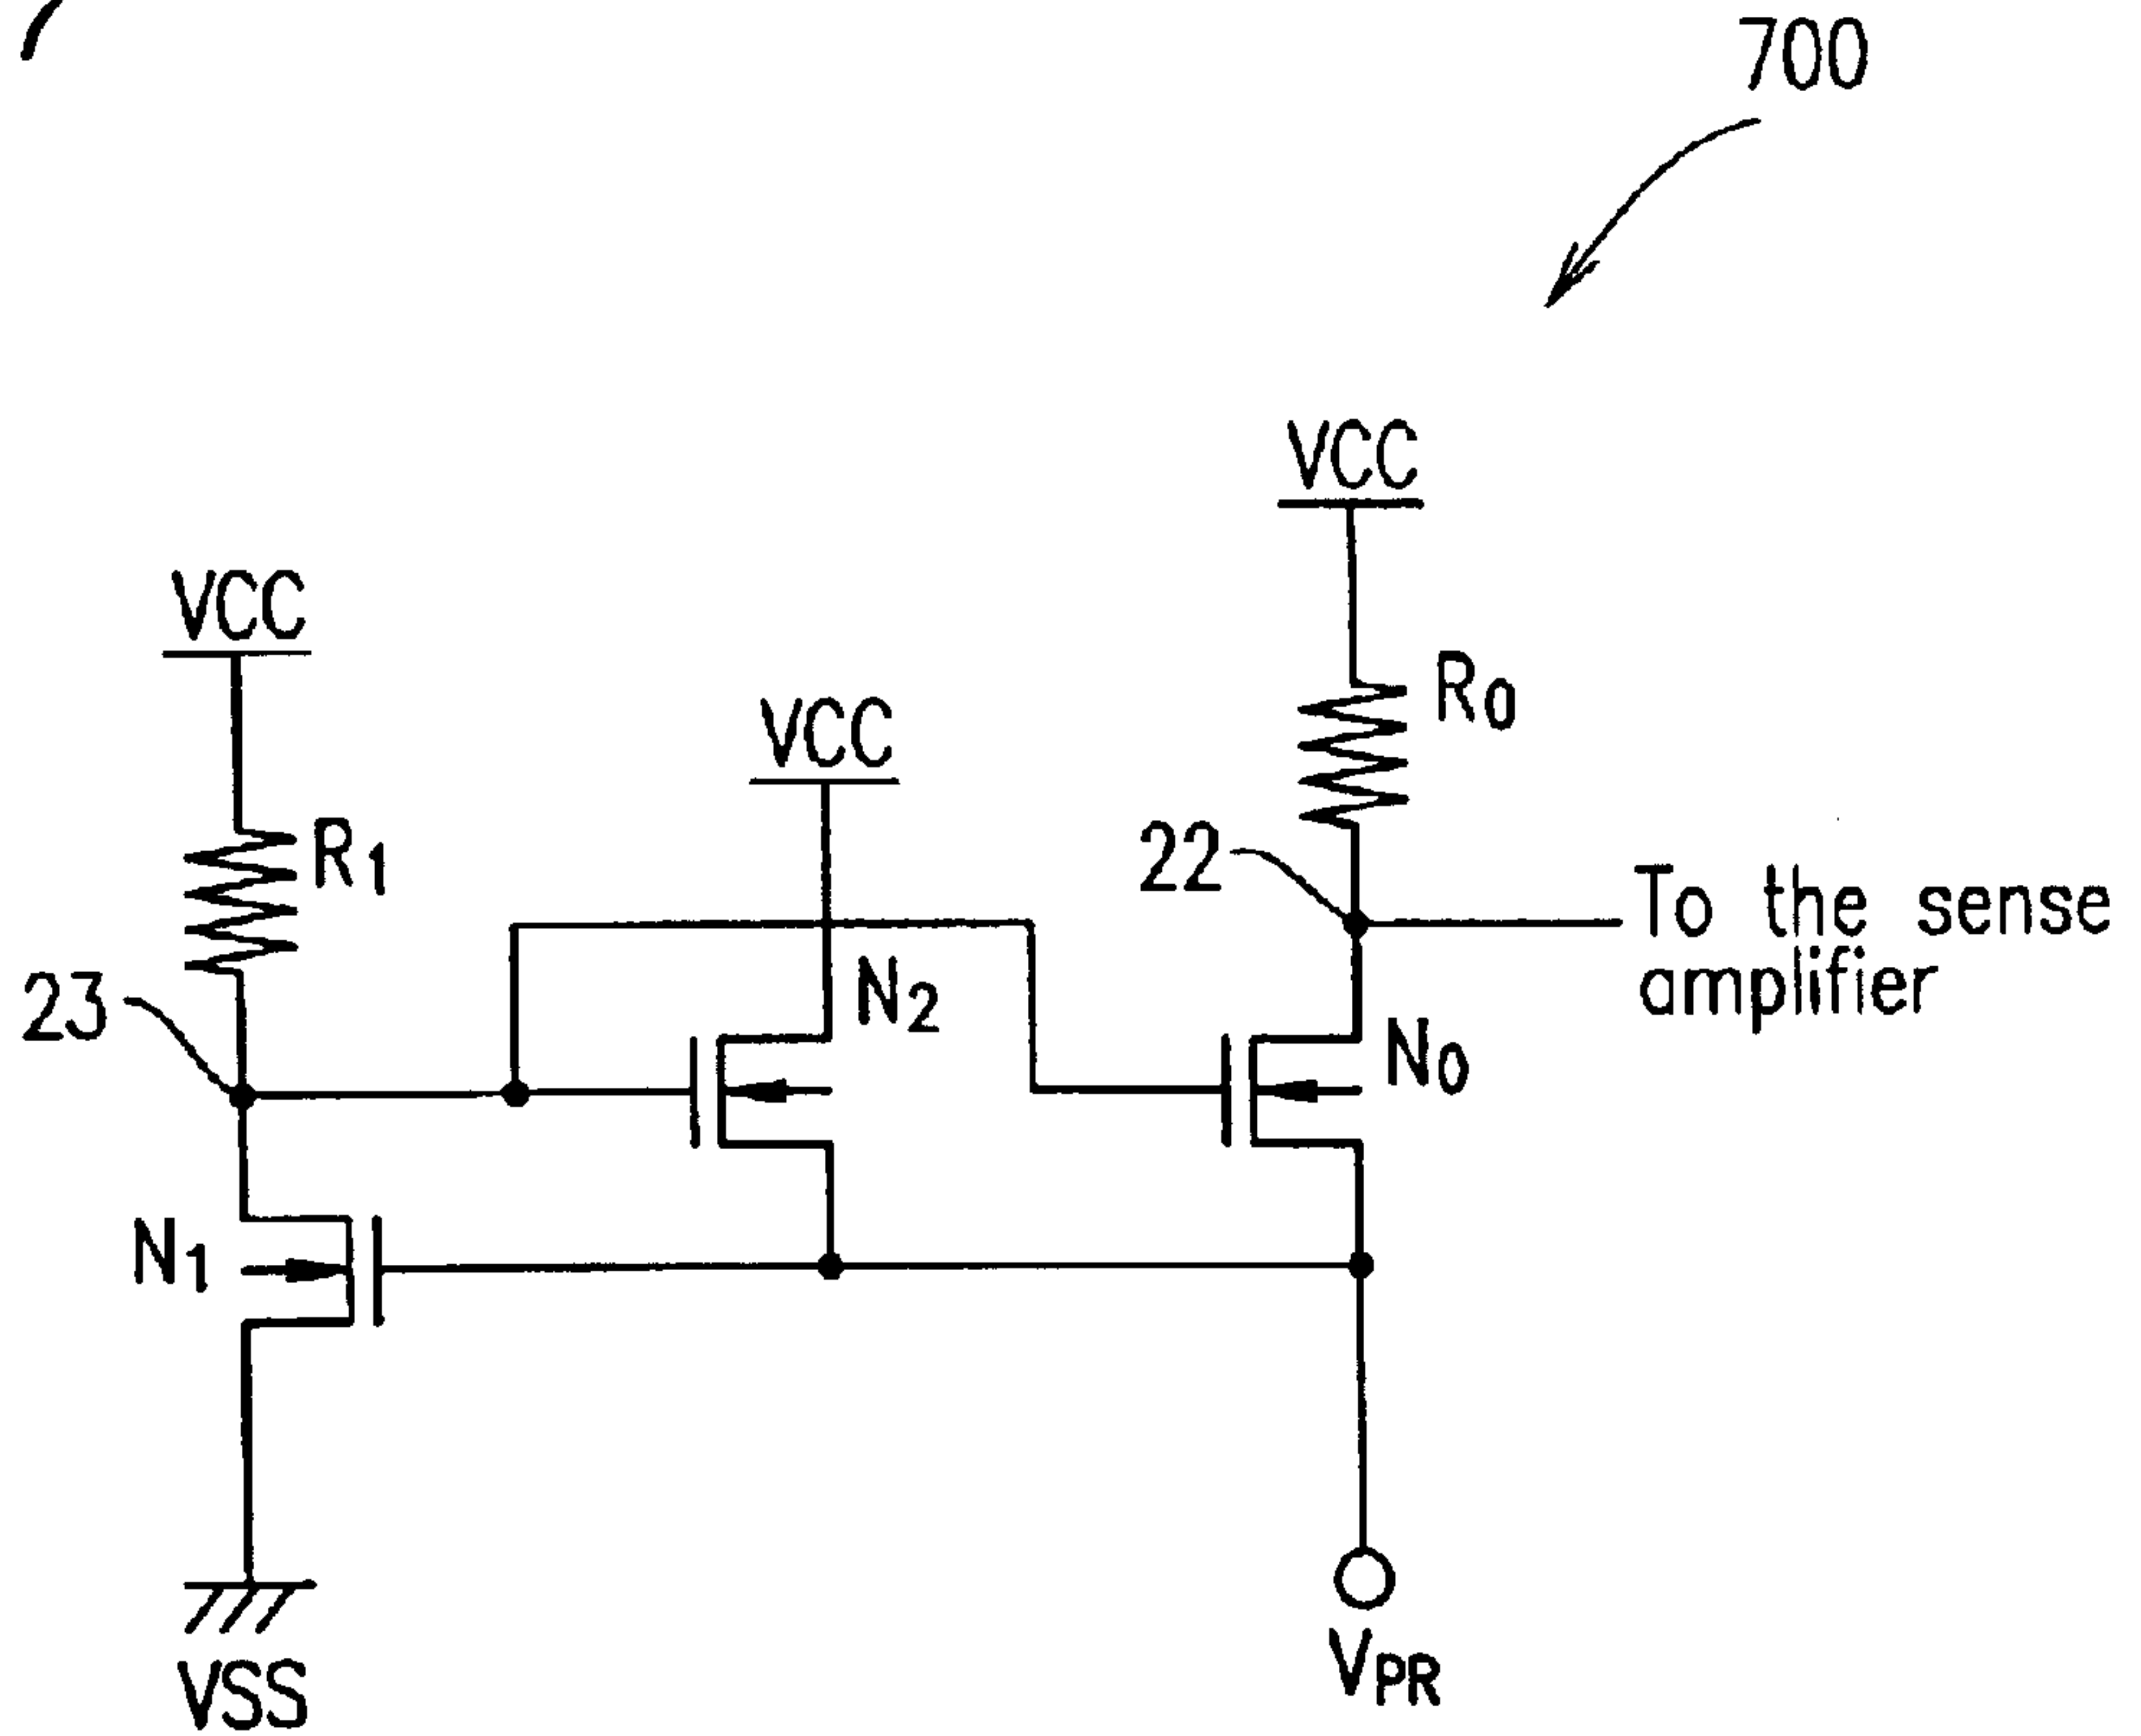 700
VCC
VCC
R0
VCC
R1
22
To the sense
amplifier
23
N2
N0
N1
VSS
VPR